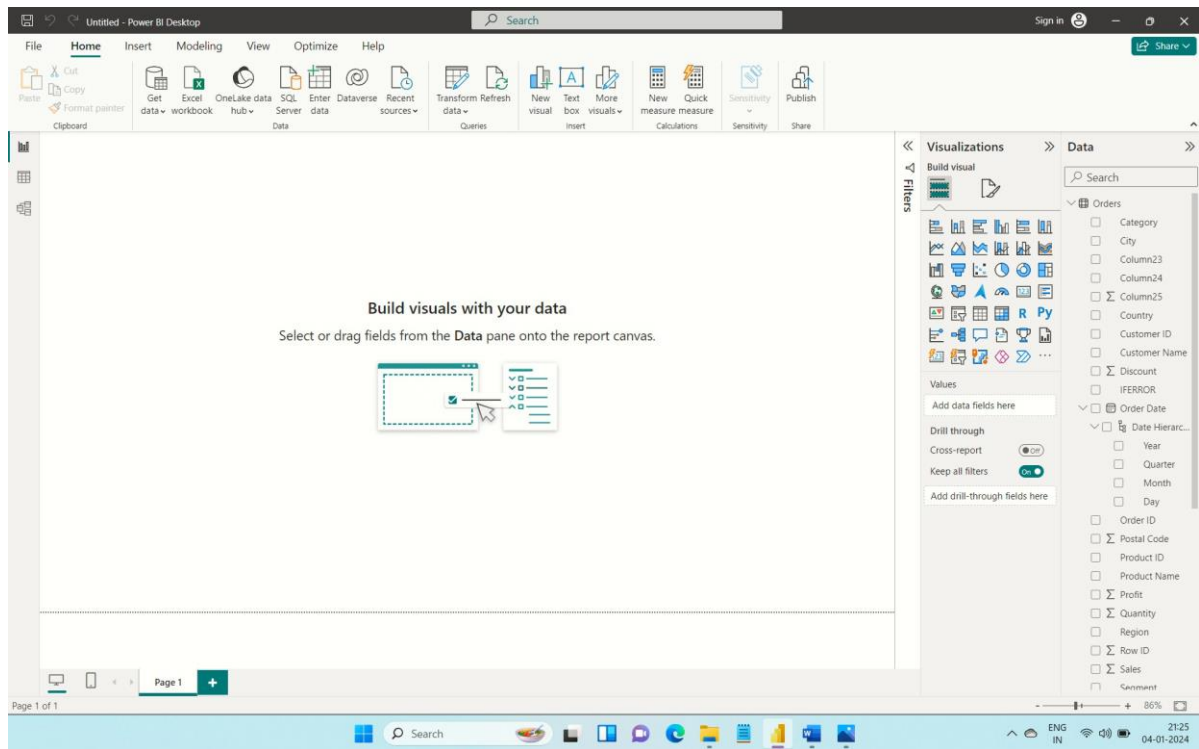 Untitled - Power BI Desktop
Search
Sign in
File Home Insert Modeling View Optimize Help
Share
Paste
Cut
Copy
Format painter
Clipboard
Get data
Excel workbook
OneLake data hub
SQL Server
Enter data
Dataverse
Recent sources
Data
Transform data
Refresh
Queries
New visual
Text box
More visuals
Insert
New measure
Quick measure
Calculations
Sensitivity
Sensitivity
Publish
Share
Build visuals with your data
Select or drag fields from the Data pane onto the report canvas.
Filters
Visualizations
Build visual
123
R Py
Values
Add data fields here
Drill through
Cross-report
Off
Keep all filters
On
Add drill-through fields here
Data
Search
Orders
Category
City
Column23
Column24
Σ Column25
Country
Customer ID
Customer Name
Σ Discount
IFERROR
Order Date
Date Hierarc...
Year
Quarter
Month
Day
Order ID
Σ Postal Code
Product ID
Product Name
Σ Profit
Σ Quantity
Region
Σ Row ID
Σ Sales
Segment
Page 1
+
Page 1 of 1
- + 86%
Search
ENG
IN
21:25
04-01-2024